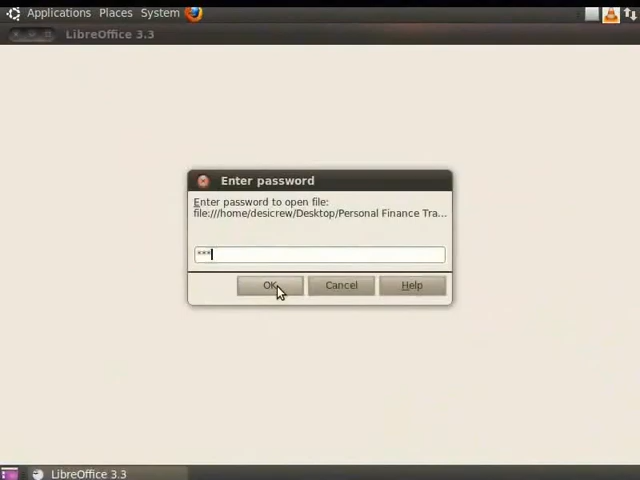 Applications Places System
LibreOffice 3.3
Enter password
Enter password to open file:
file:///home/desicrew/Desktop/Personal Finance Tra...
***
OK Cancel Help
LibreOffice 3.3